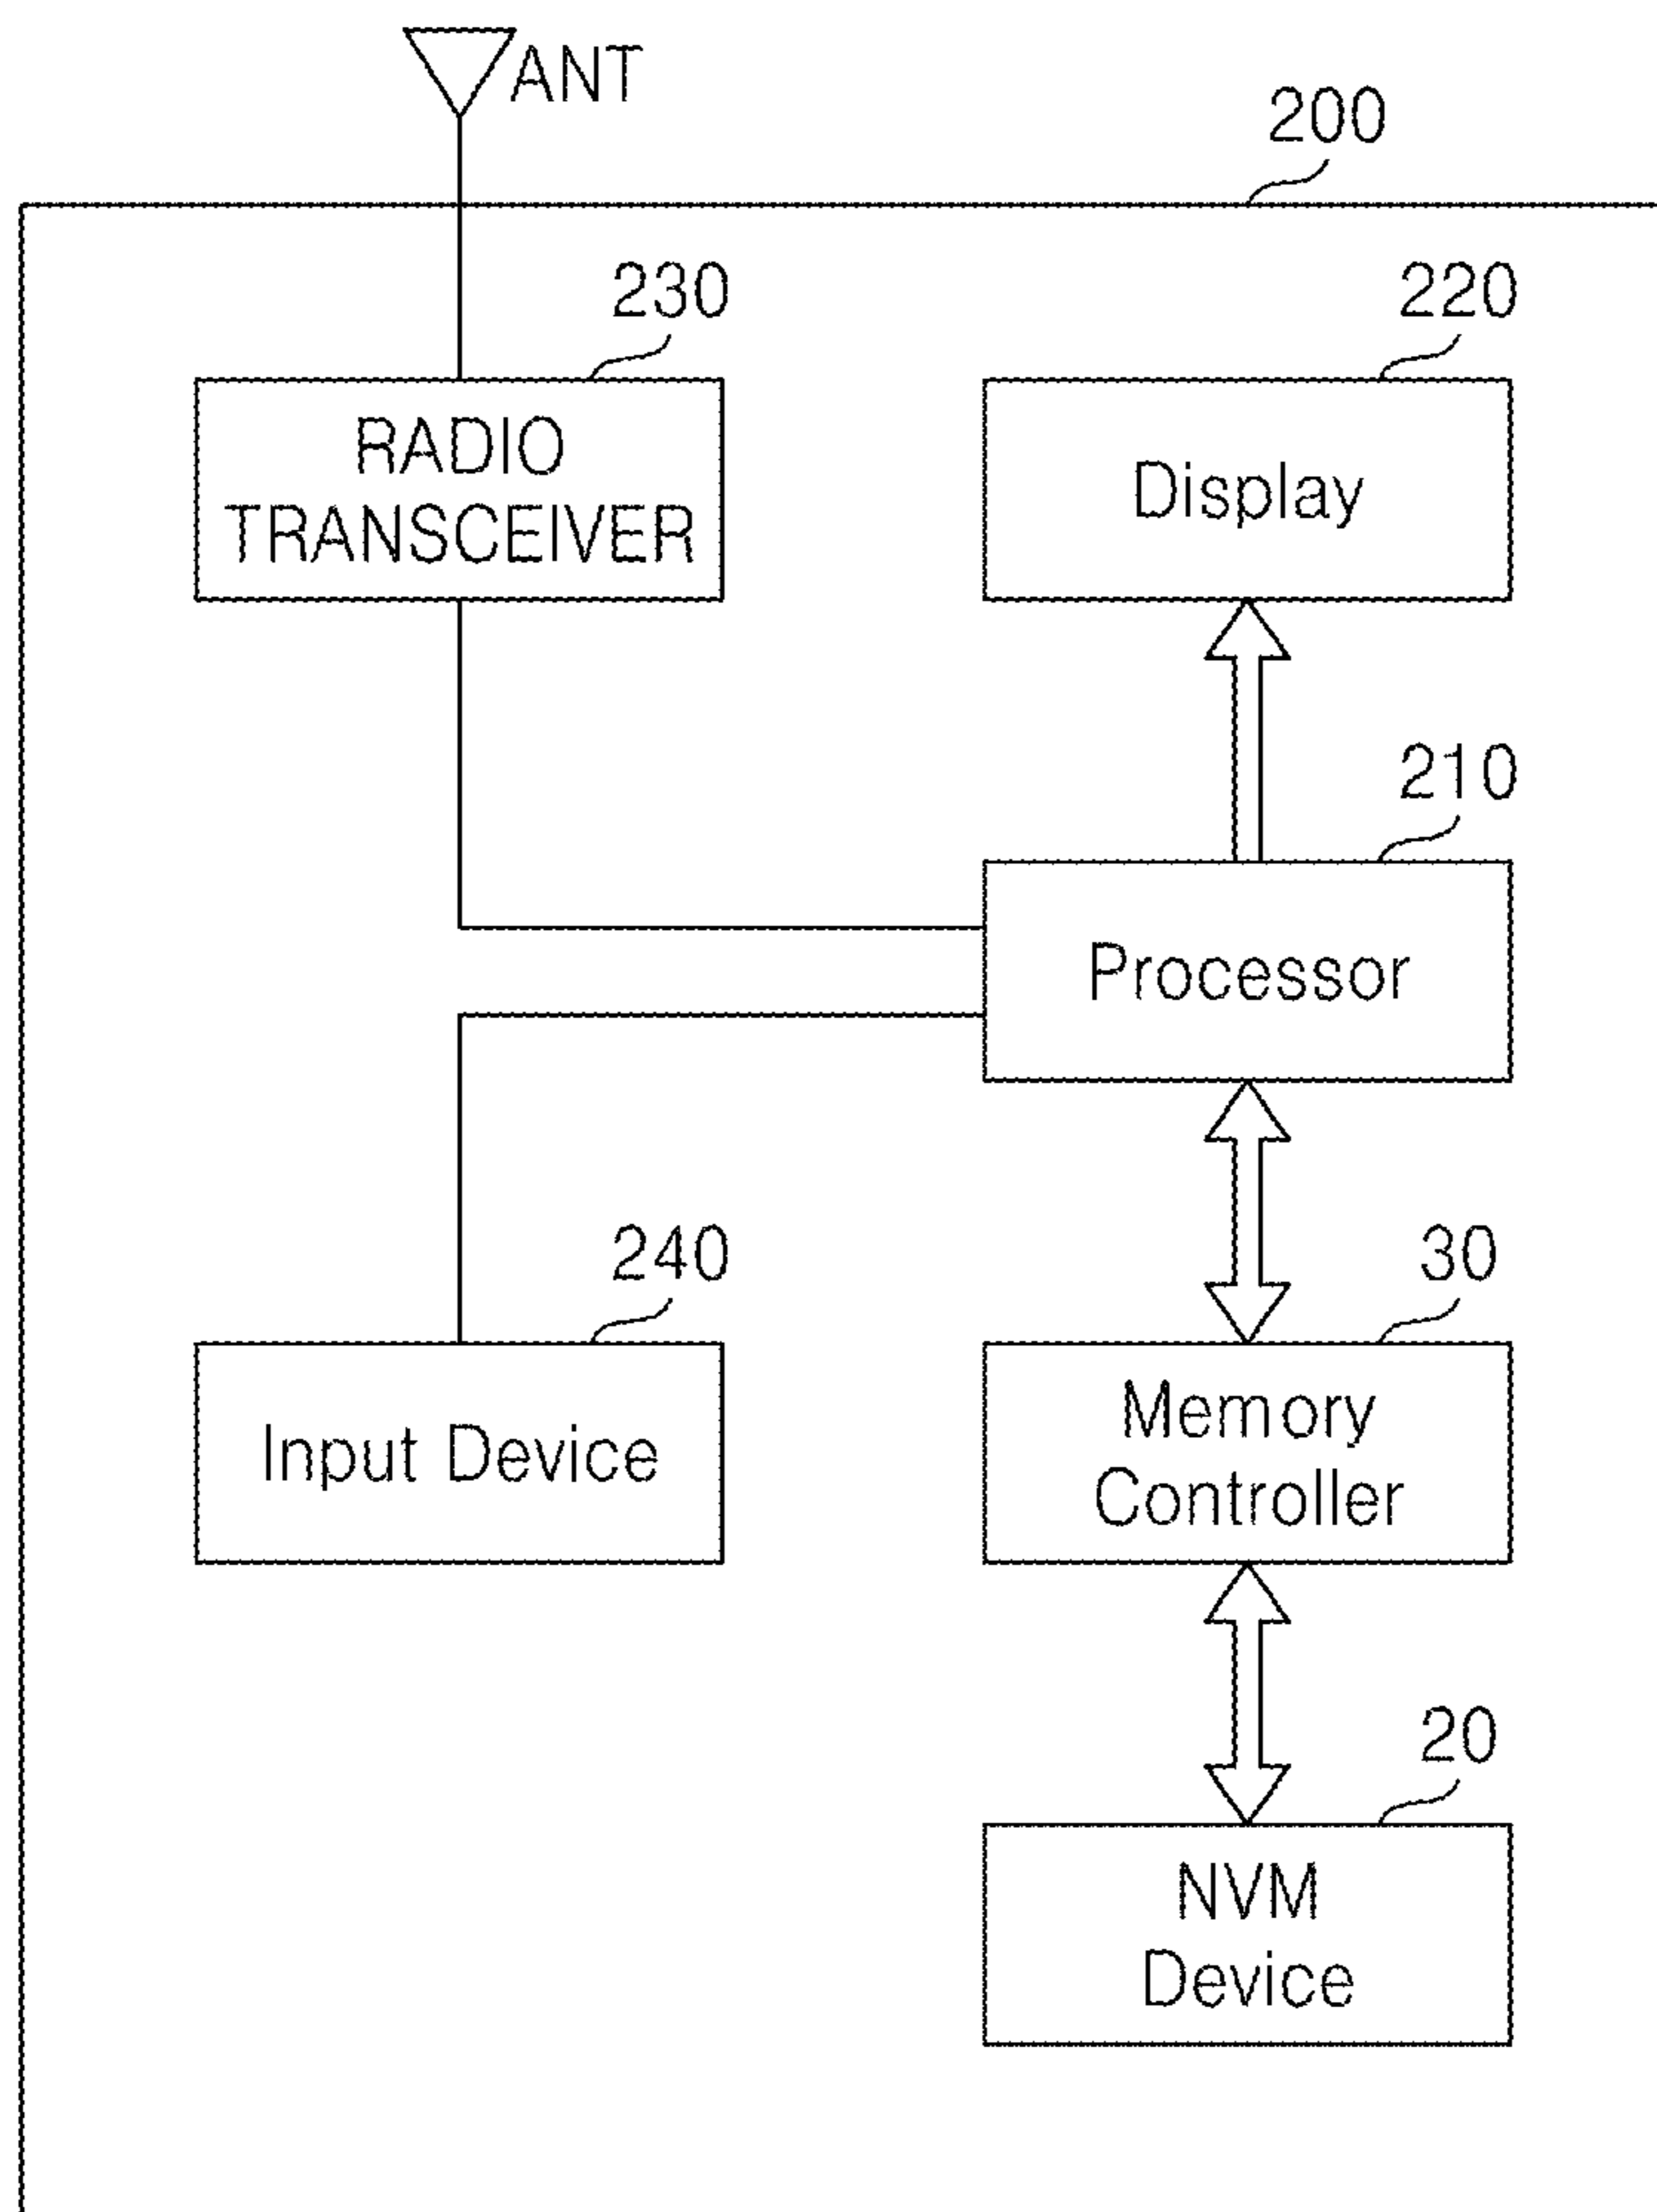 ANT
200
230
220
RADIO
TRANSCEIVER
Display
210
Processor
240
30
Input Device
Memory
Controller
20
NVM
Device